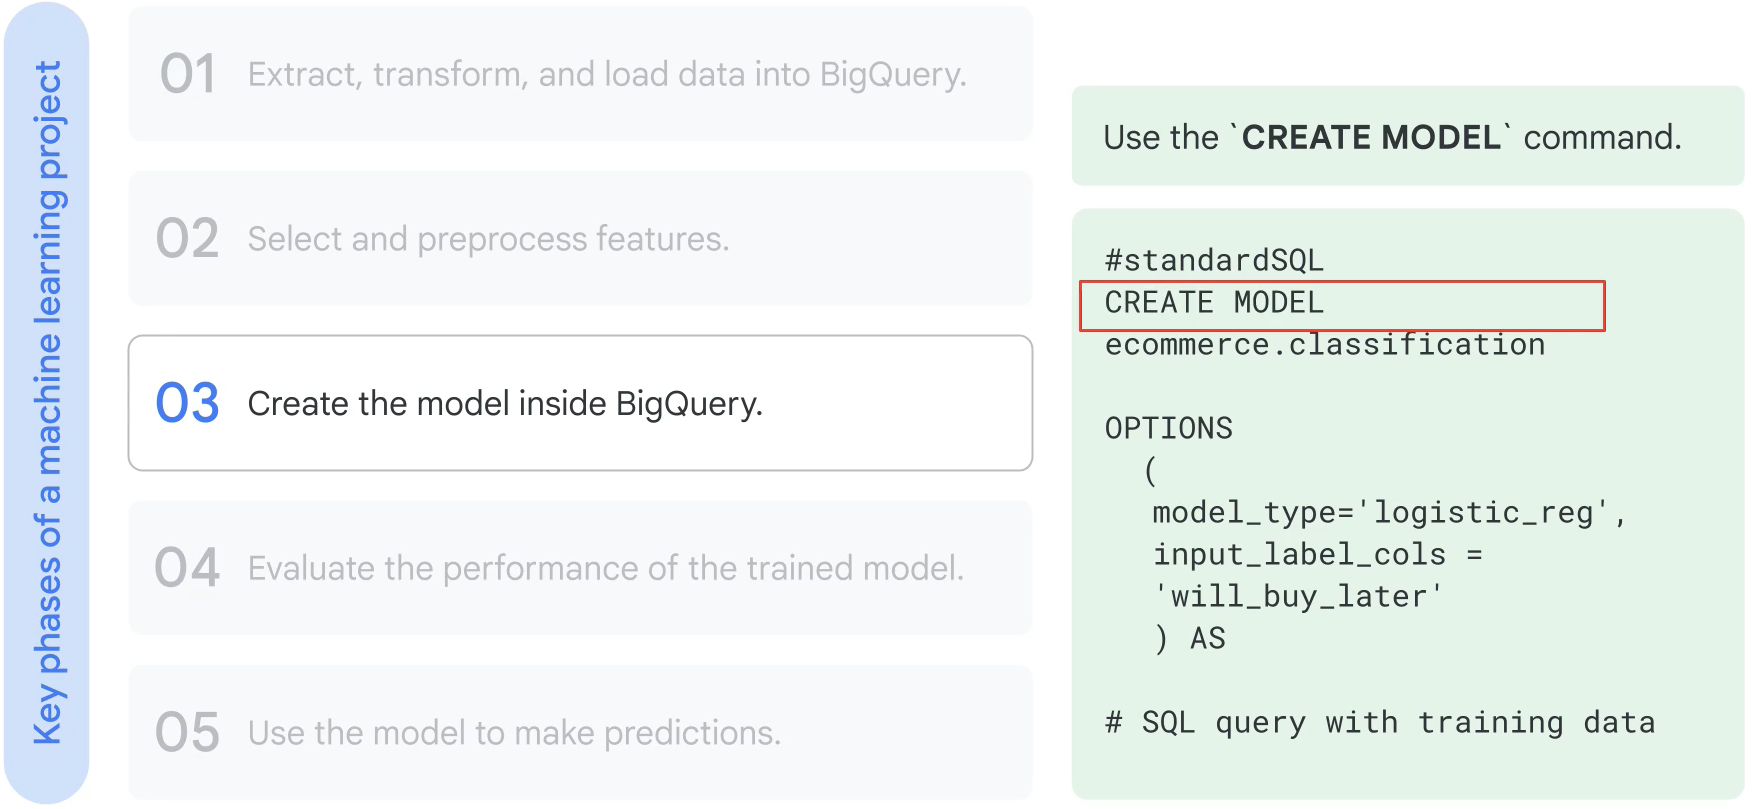 Key phases of a machine learning project
01 Extract, transform, and load data into BigQuery.
02 Select and preprocess features.
03 Create the model inside BigQuery.
04 Evaluate the performance of the trained model.
05 Use the model to make predictions.
Use the `CREATE MODEL` command.
#standardSQL
CREATE MODEL
ecommerce.classification
OPTIONS
(
model_type='logistic_reg',
input_label_cols =
'will_buy_later'
) AS
# SQL query with training data